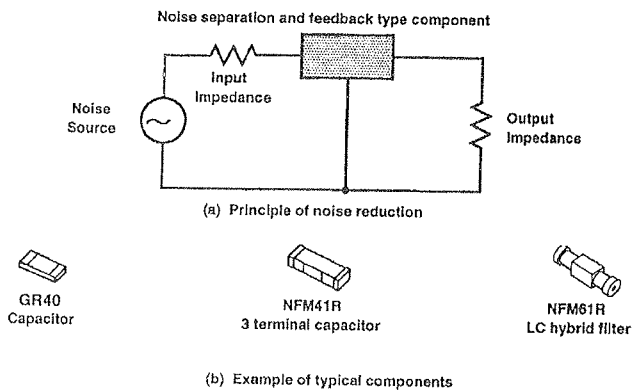 Noise separation and feedback type component
Input
Impedance
Noise
Source
Output
Impedance
(a) Principle of noise reduction
GR40
Capacitor
NFM41R
3 terminal capacitor
NFM61R
LC hybrid filter
(b) Example of typical components